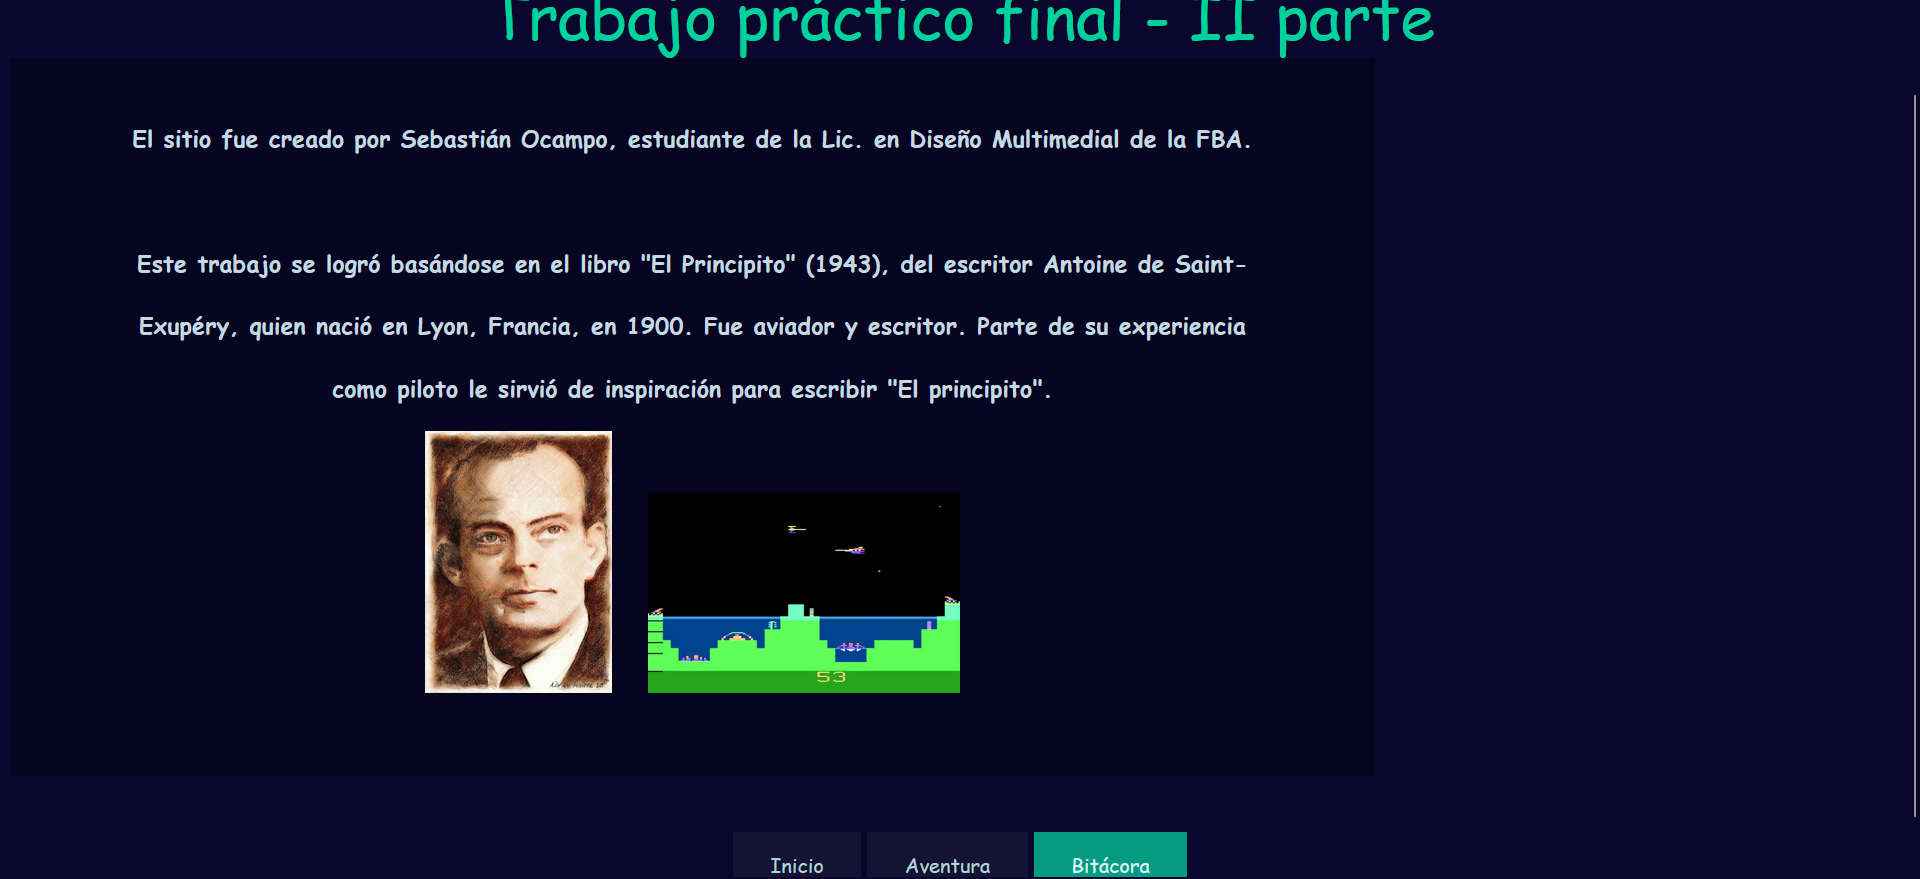 Trabajo práctico final - II parte
El sitio fue creado por Sebastián Ocampo, estudiante de la Lic. en Diseño Multimedial de la FBA.
Este trabajo se logró basándose en el libro "El Principito" (1943), del escritor Antoine de Saint-
Exupéry, quien nació en Lyon, Francia, en 1900. Fue aviador y escritor. Parte de su experiencia
como piloto le sirvió de inspiración para escribir "El principito".
53
Inicio
Aventura
Bitácora